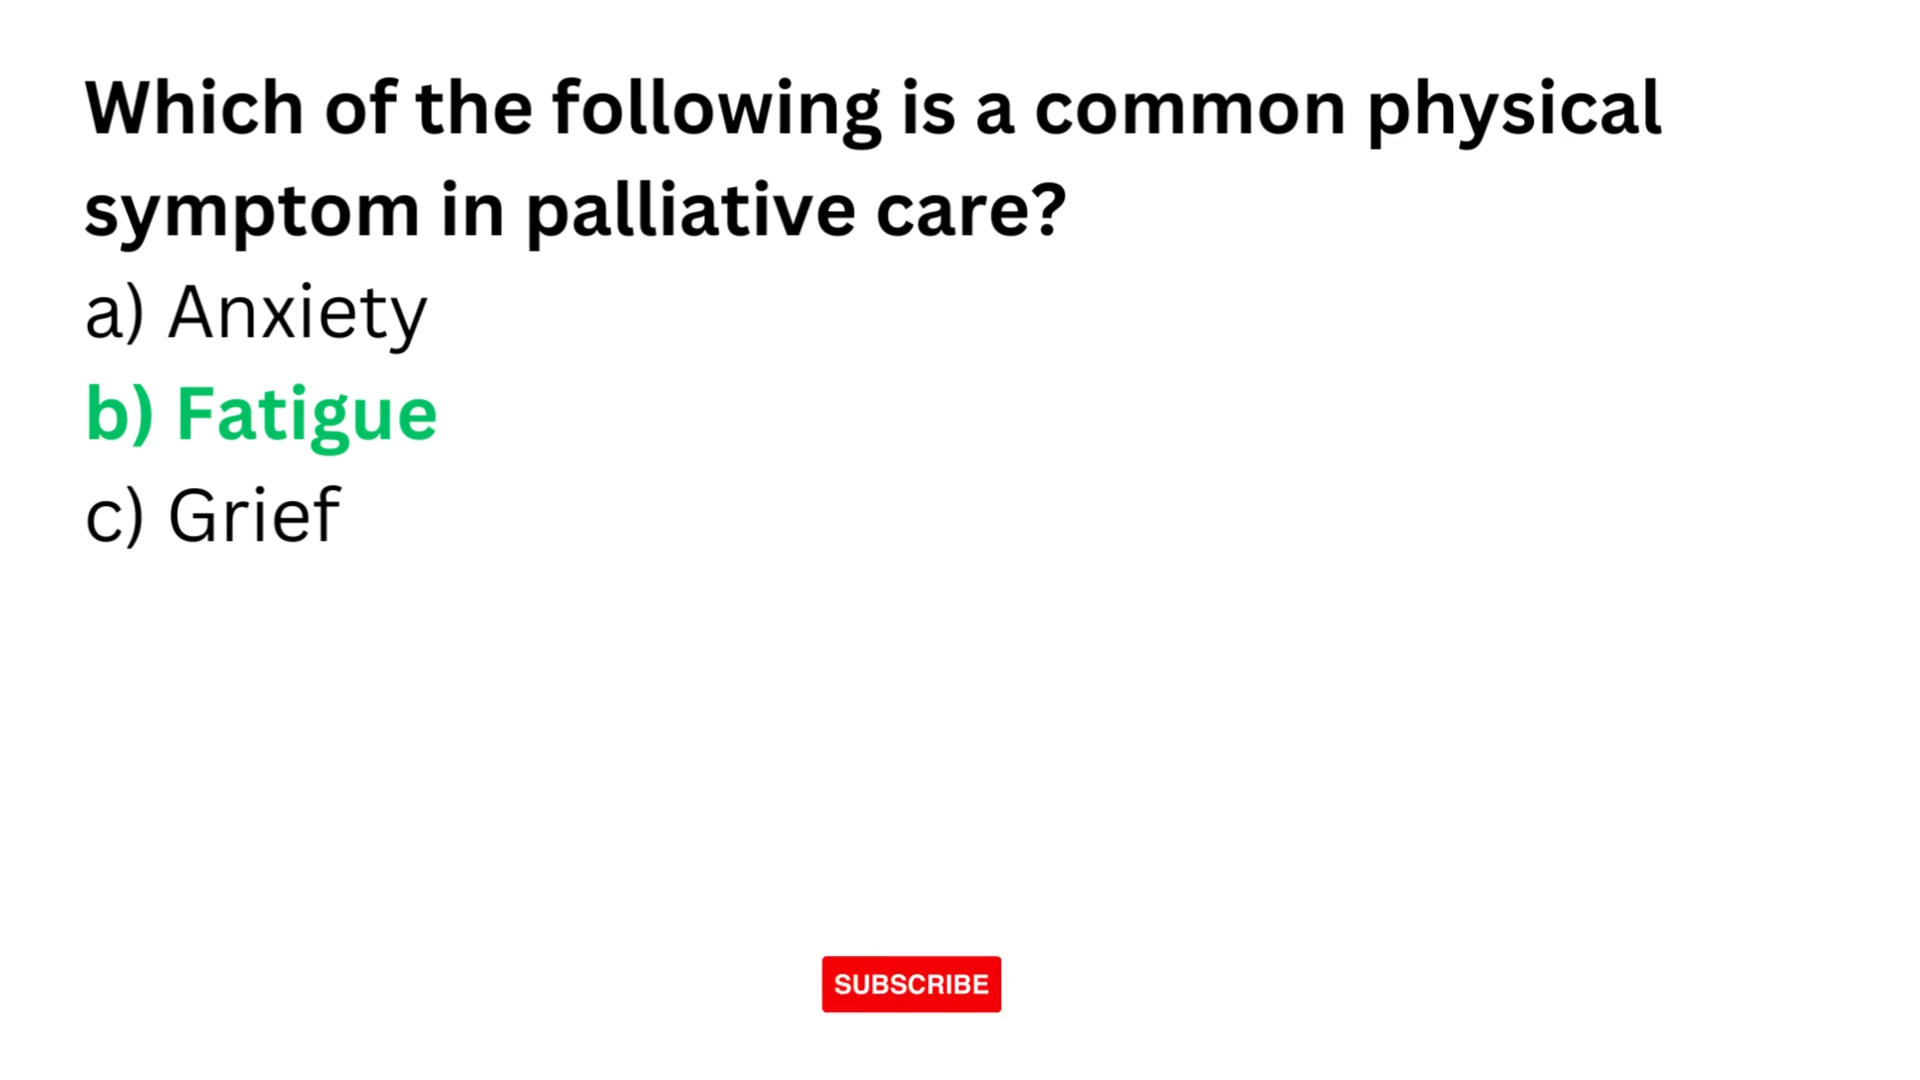 Which of the following is a common physical
symptom in palliative care?
a) Anxiety
b) Fatigue
c) Grief
SUBSCRIBE